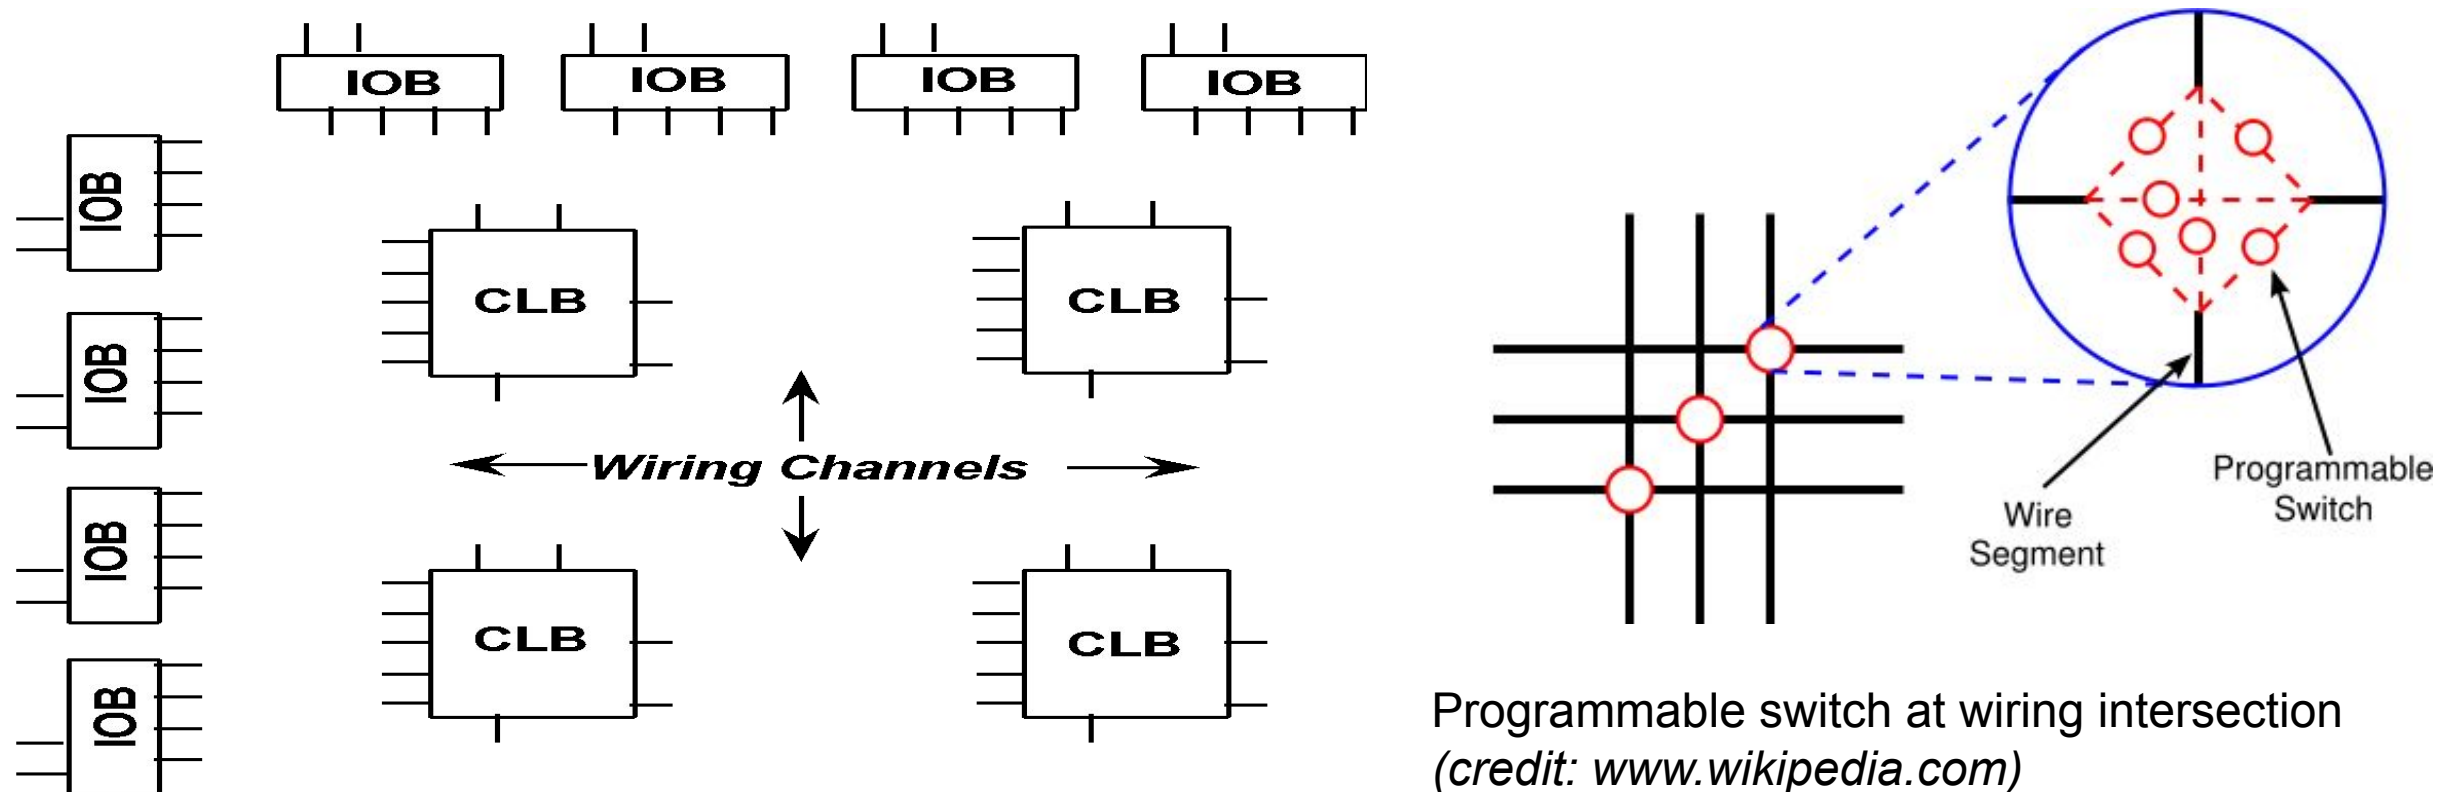 IOB
IOB
IOB
IOB
IOB
IOB
IOB
IOB
CLB
CLB
Wiring Channels
CLB
CLB
Wire
Segment
Programmable
Switch
Programmable switch at wiring intersection
(credit: www.wikipedia.com)